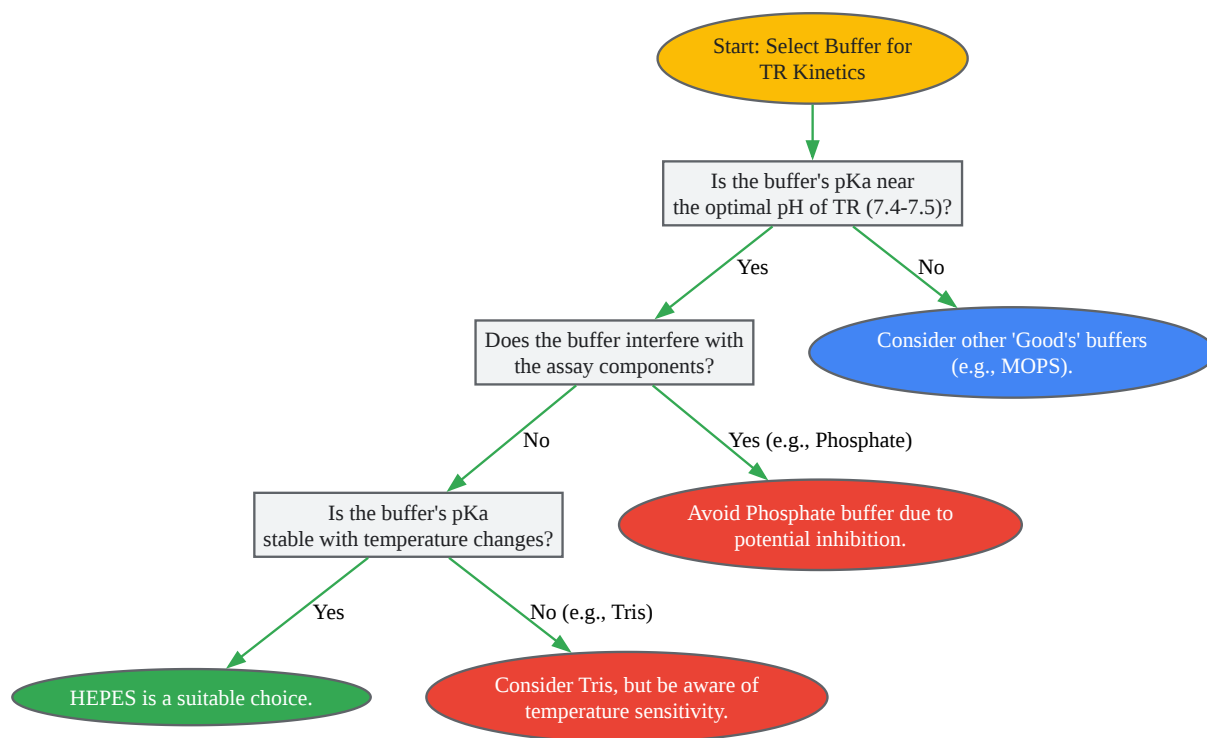 Start: Select Buffer for
TR Kinetics
Is the buffer's pKa near
the optimal pH of TR (7.4-7.5)?
Yes
No
Does the buffer interfere with
the assay components?
Consider other 'Good's' buffers
(e.g., MOPS).
No
Yes (e.g., Phosphate)
Is the buffer's pKa
stable with temperature changes?
Avoid Phosphate buffer due to
potential inhibition.
Yes
No (e.g., Tris)
HEPES is a suitable choice.
Consider Tris, but be aware of
temperature sensitivity.